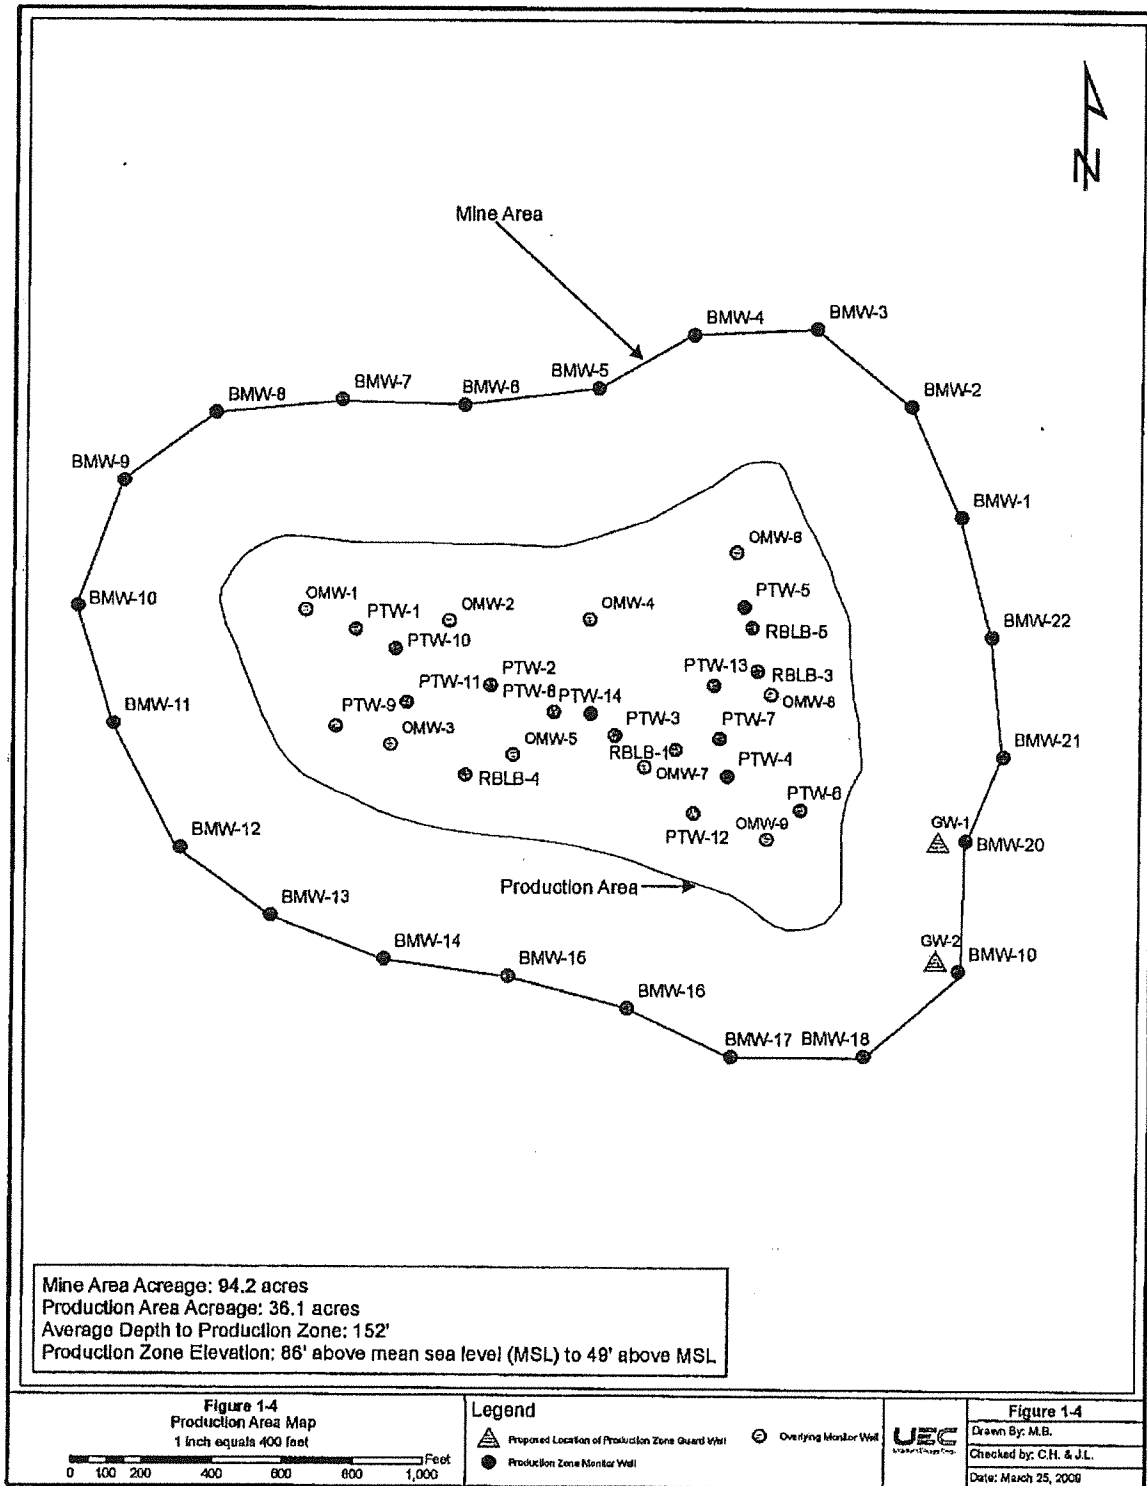 N
Mine Area
BMW-4
BMW-3
BMW-5
BMW-7
BMW-6
BMW-8
BMW-2
BMW-9
BMW-1
OMW-6
BMW-10
OMW-1
PTW-1
OMW-2
OMW-4
PTW-5
RBLB-5
BMW-22
PTW-10
PTW-2
PTW-13
RBLB-3
PTW-11
PTW-6
PTW-14
OMW-8
BMW-11
PTW-9
OMW-3
OMW-5
PTW-3
PTW-7
RBLB-1
OMW-7
PTW-4
BMW-21
RBLB-4
PTW-6
PTW-12
OMW-9
GW-1
BMW-20
BMW-12
Production Area
BMW-13
BMW-14
GW-2
BMW-10
BMW-15
BMW-16
BMW-17
BMW-18
Mine Area Acreage: 94.2 acres
Production Area Acreage: 36.1 acres
Average Depth to Production Zone: 152'
Production Zone Elevation: 86' above mean sea level (MSL) to 49' above MSL
Figure 1-4
Production Area Map
1 inch equals 400 feet
Feet
0 100 200 400 600 800 1,000
Legend
Proposed Location of Production Zone Guard Well
Overlying Monitor Well
Production Zone Monitor Well
UEC
Figure 1-4
Drawn By: M.B.
Checked by: C.H. & J.L.
Date: March 25, 2009